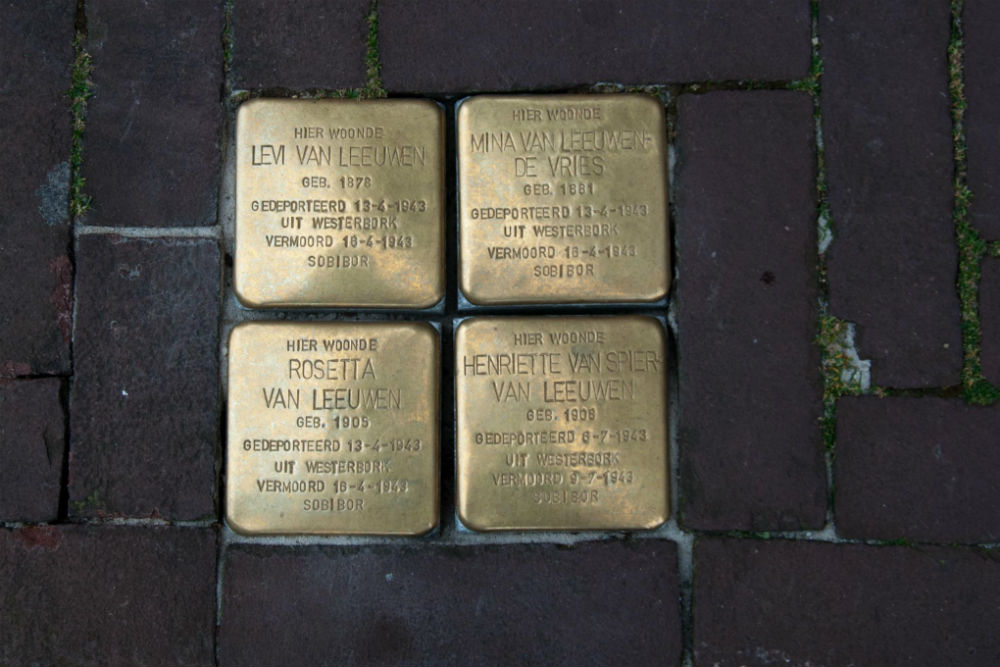 HIER WOONDE
LEVI VAN LEEUWEN
GEB. 1878
GEDEPORTEERD 13-4-1943
UIT WESTERBORK
VERMOORD 16-4-1943
SOBIBOR
HIER WOONDE
MINA VAN LEEUWEN-
DE VRIES
GEB. 1881
GEDEPORTEERD 13-4-1943
UIT WESTERBORK
VERMOORD 16-4-1943
SOBIBOR
HIER WOONDE
ROSETTA
VAN LEEUWEN
GEB. 1905
GEDEPORTEERD 13-4-1943
UIT WESTERBORK
VERMOORD 16-4-1943
SOBIBOR
HIER WOONDE
HENRIETTE VAN SPIER-
VAN LEEUWEN
GEB. 1908
GEDEPORTEERD 6-7-1943
UIT WESTERBORK
VERMOORD 9-7-1943
SOBIBOR